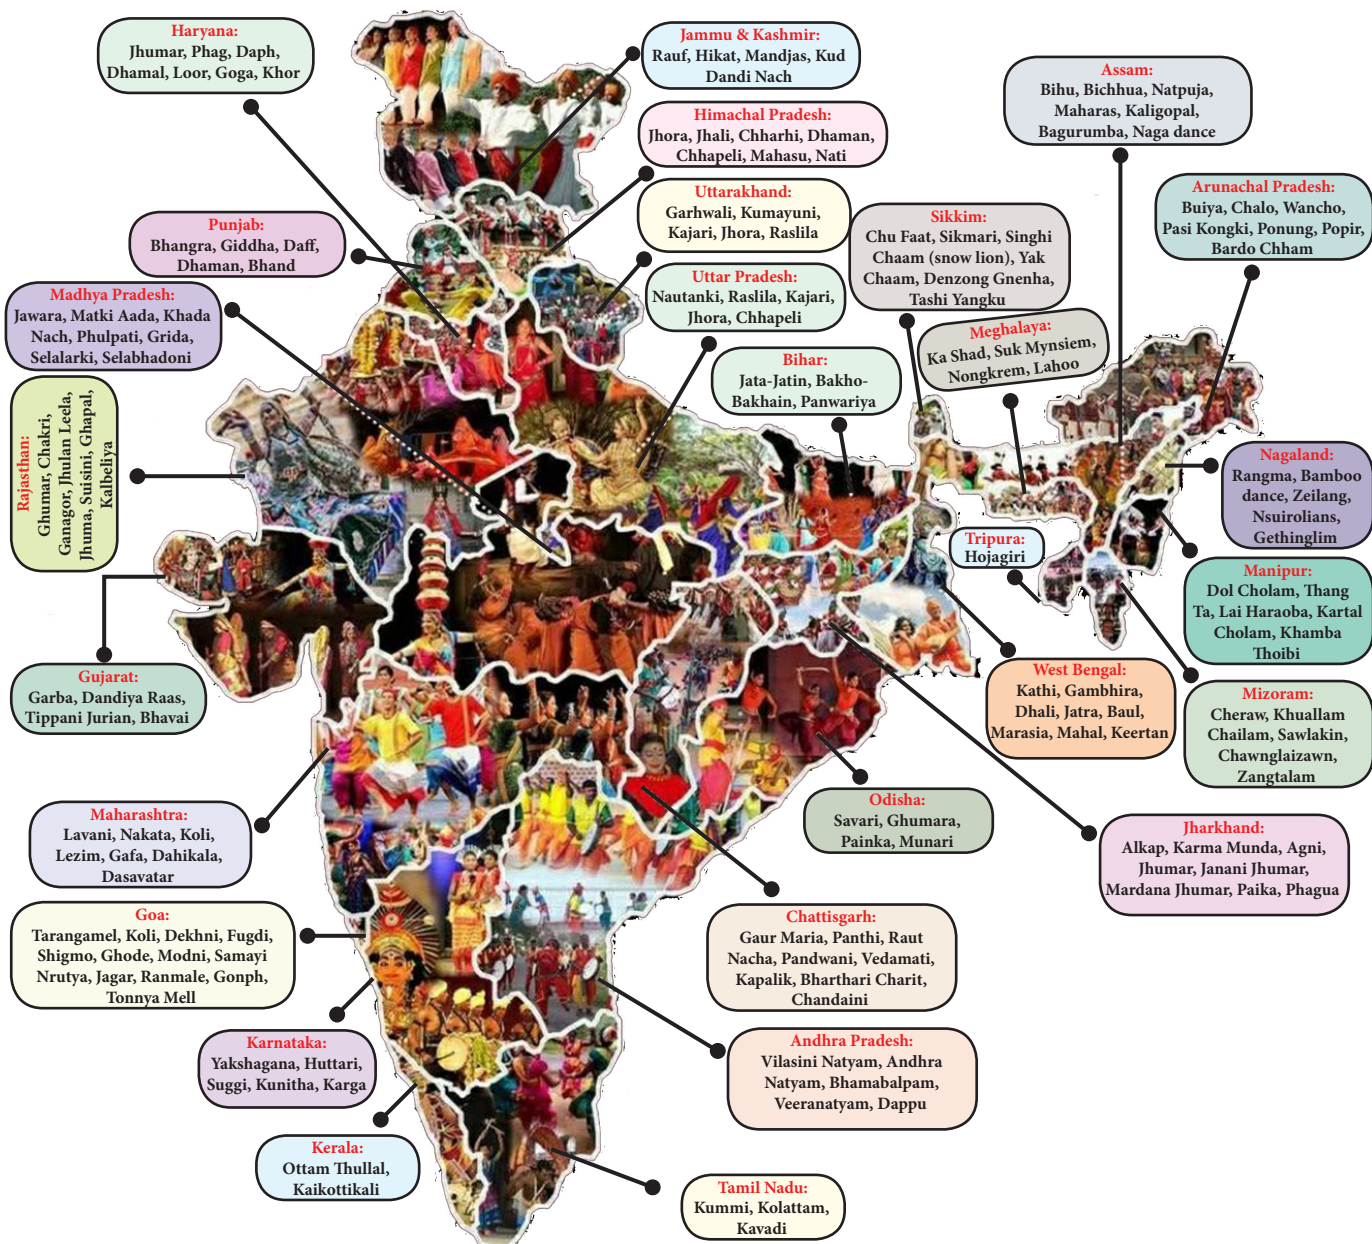 Haryana:
Jhumar, Phag, Daph,
Dhamal, Loor, Goga, Khor
Jammu & Kashmir:
Rauf, Hikat, Mandjas, Kud
Dandi Nach
Assam:
Bihu, Bichhua, Natpuja,
Maharas, Kaligopal,
Bagurumba, Naga dance
Himachal Pradesh:
Jhora, Jhali, Chharhi, Dhaman,
Chhapeli, Mahasu, Nati
Uttarakhand:
Garhwali, Kumayuni,
Kajari, Jhora, Raslila
Sikkim:
Chu Faat, Sikmari, Singhi
Chaam (snow lion), Yak
Chaam, Denzong Gnenha,
Tashi Yangku
Arunachal Pradesh:
Buiya, Chalo, Wancho,
Pasi Kongki, Ponung, Popir,
Bardo Chham
Punjab:
Bhangra, Giddha, Daff,
Dhaman, Bhand
Uttar Pradesh:
Nautanki, Raslila, Kajari,
Jhora, Chhapeli
Madhya Pradesh:
Jawara, Matki Aada, Khada
Nach, Phulpati, Grida,
Selalarki, Selabhadoni
Meghalaya:
Ka Shad, Suk Mynsiem,
Nongkrem, Lahoo
Bihar:
Jata-Jatin, Bakho-
Bakhain, Panwariya
Rajasthan:
Ghumar, Chakri,
Ganagor, Jhulan Leela,
Jhuma, Suisini, Ghapal,
Kalbeliya
Nagaland:
Rangma, Bamboo
dance, Zeilang,
Nsuirolians,
Gethinglim
Tripura:
Hojagiri
Manipur:
Dol Cholam, Thang
Ta, Lai Haraoba, Kartal
Cholam, Khamba
Thoibi
Gujarat:
Garba, Dandiya Raas,
Tippani Jurian, Bhavai
West Bengal:
Kathi, Gambhira,
Dhali, Jatra, Baul,
Marasia, Mahal, Keertan
Mizoram:
Cheraw, Khuallam
Chailam, Sawlakin,
Chawnglaizawn,
Zangtalam
Maharashtra:
Lavani, Nakata, Koli,
Lezim, Gafa, Dahikala,
Dasavatar
Odisha:
Savari, Ghumara,
Painka, Munari
Jharkhand:
Alkap, Karma Munda, Agni,
Jhumar, Janani Jhumar,
Mardana Jhumar, Paika, Phagua
Goa:
Tarangamel, Koli, Dekhni, Fugdi,
Shigmo, Ghode, Modni, Samayi
Nrutya, Jagar, Ranmale, Gonph,
Tonnya Mell
Chattisgarh:
Gaur Maria, Panthi, Raut
Nacha, Pandwani, Vedamati,
Kapalik, Bharthari Charit,
Chandaini
Karnataka:
Yakshagana, Huttari,
Suggi, Kunitha, Karga
Andhra Pradesh:
Vilasini Natyam, Andhra
Natyam, Bhamabalpam,
Veeranatyam, Dappu
Kerala:
Ottam Thullal,
Kaikottikali
Tamil Nadu:
Kummi, Kolattam,
Kavadi